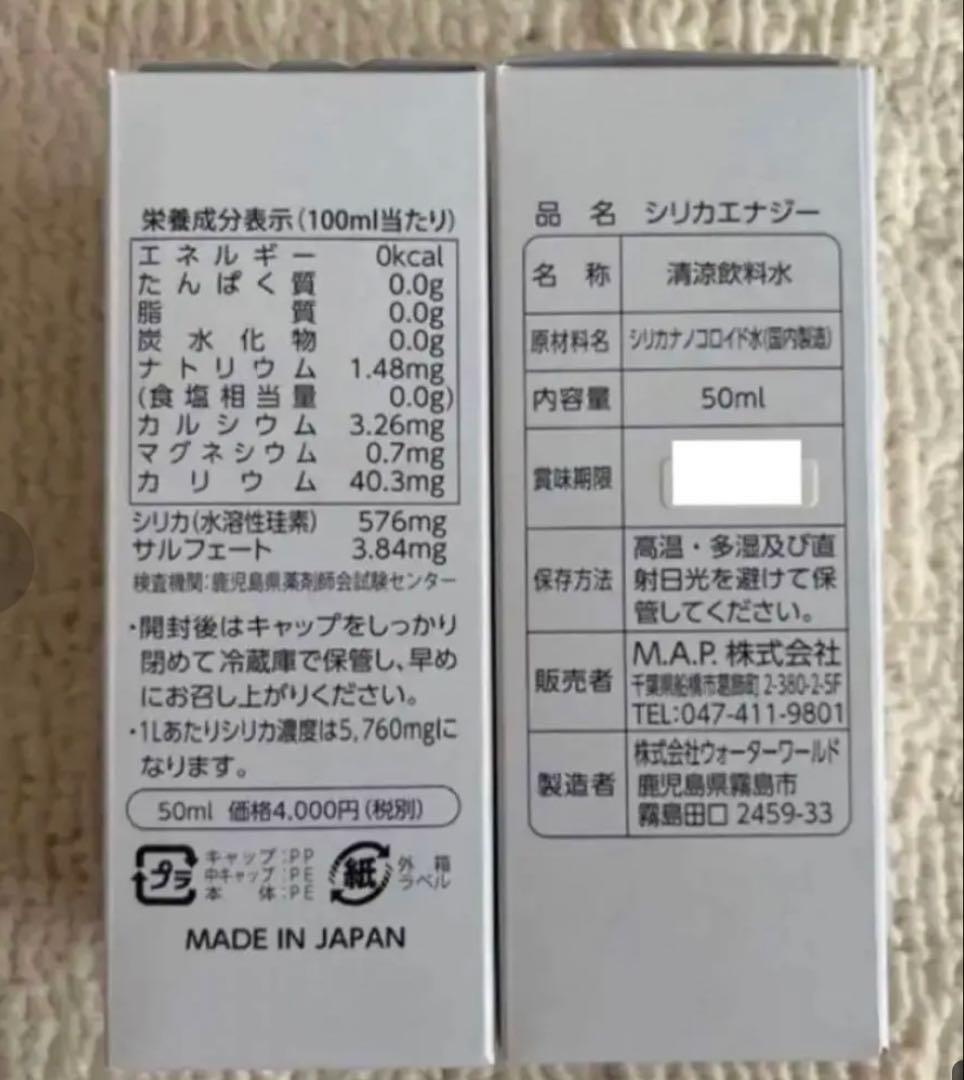 栄養成分表示(100ml当たり)
エネルギー 0kcal
たんぱく質 0.0g
脂質 0.0g
炭水化物 0.0g
ナトリウム 1.48mg
(食塩相当量 0.0g)
カルシウム 3.26mg
マグネシウム 0.7mg
カリウム 40.3mg
シリカ(水溶性珪素) 576mg
サルフェート 3.84mg
検査機関:鹿児島県薬剤師会試験センター
・開封後はキャップをしっかり
閉めて冷蔵庫で保管し、早め
にお召し上がりください。
・1Lあたりシリカ濃度は5,760mgに
なります。
50ml 価格4,000円(税別)
プラ
キャップ:PP
中キャップ:PE
本体:PE
紙
外箱
ラベル
MADE IN JAPAN
品名 シリカエナジー
名称 清涼飲料水
原材料名 シリカナノコロイド水(国内製造)
内容量 50ml
賞味期限
保存方法 高温・多湿及び直
射日光を避けて保
管してください。
販売者 M.A.P. 株式会社
千葉県船橋市葛飾町 2-380-2-5F
TEL:047-411-9801
製造者 株式会社ウォーターワールド
鹿児島県霧島市
霧島田口 2459-33